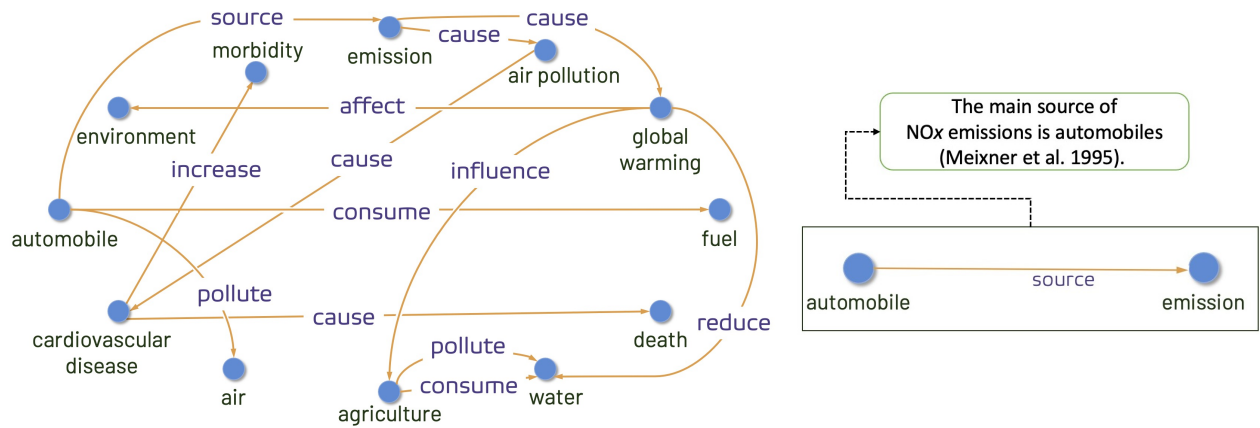 source
cause
emission
cause
morbidity
air pollution
environment
affect
global
warming
increase
cause
influence
automobile
consume
fuel
pollute
cardiovascular
disease
cause
death
reduce
air
pollute
consume
agriculture
water
The main source of
NOx emissions is automobiles
(Meixner et al. 1995).
automobile
source
emission